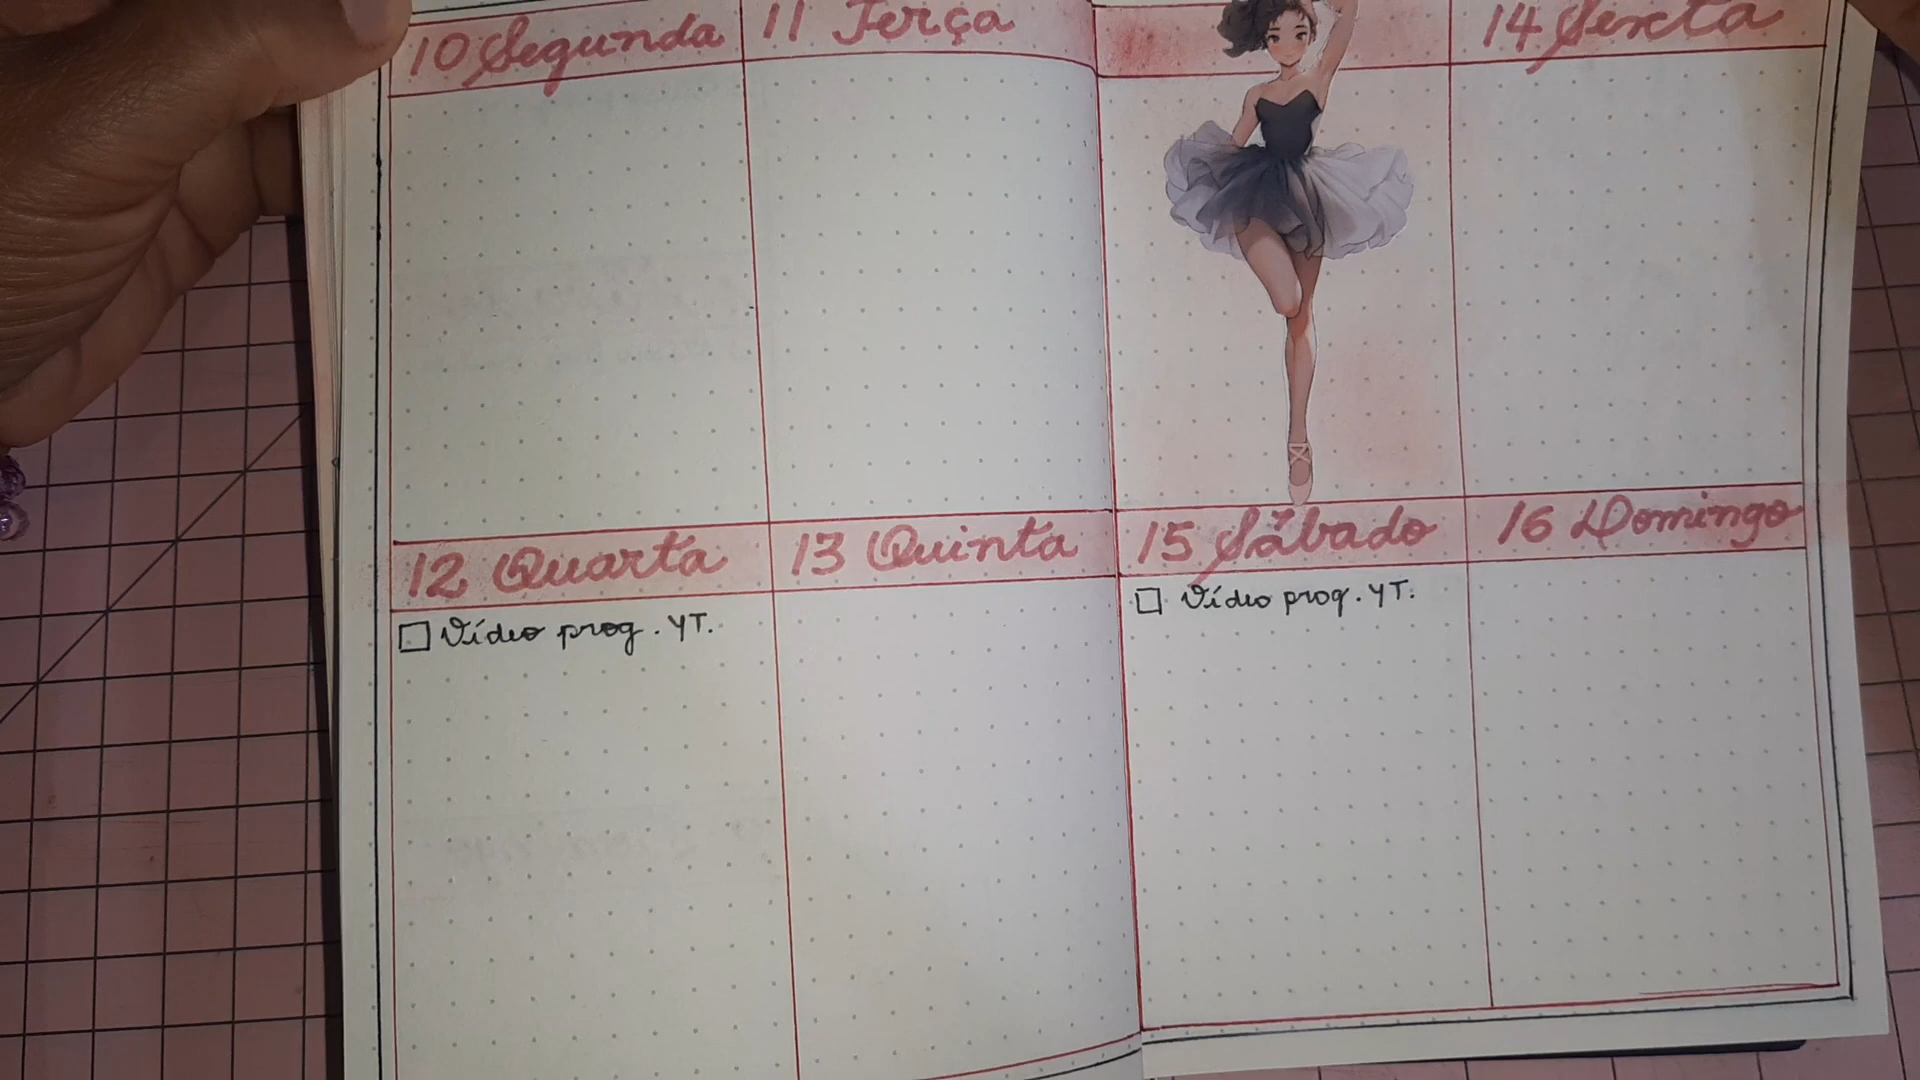 10 Segunda
11 Terça
12 Quarta
Vídeo prog. YT.
13 Quinta
14 Sexta
15 Sábado
Vídeo prog. YT.
16 Domingo